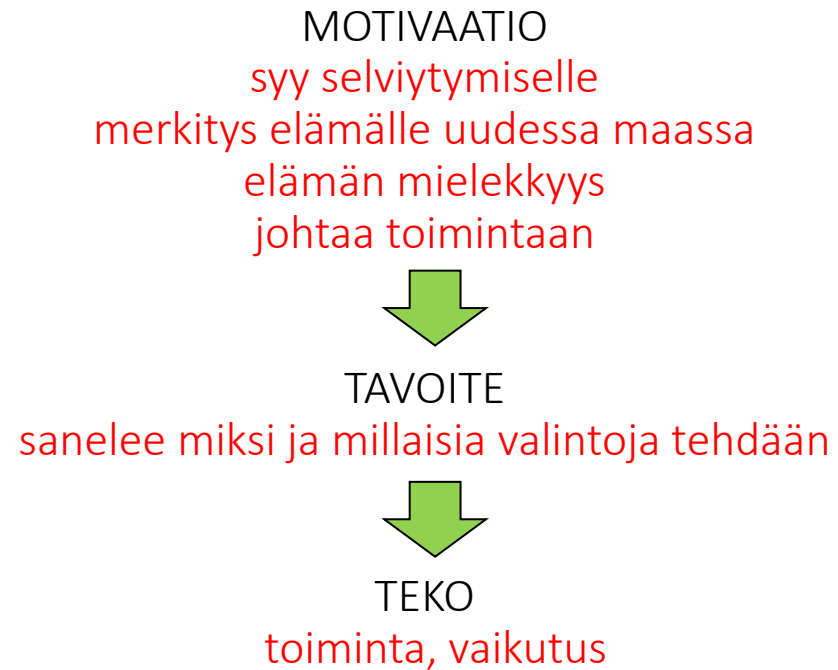 MOTIVAATIO
syy selviytymiselle
merkitys elämälle uudessa maassa
elämän mielekkyys
johtaa toimintaan
TAVOITE
sanelee miksi ja millaisia valintoja tehdään
TEKO
toiminta, vaikutus